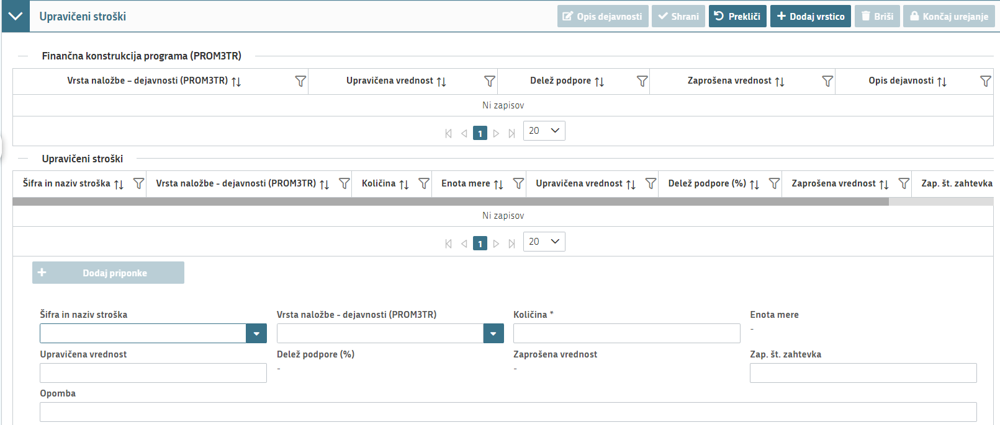 Upravičeni stroški
Opis dejavnosti
Shrani
Prekliči
Dodaj vrstico
Briši
Končaj urejanje
Finančna konstrukcija programa (PROM3TR)
Vrsta naložbe – dejavnosti (PROM3TR)
Upravičena vrednost
Delež podpore
Zaprošena vrednost
Opis dejavnosti
Ni zapisov
1
20
Upravičeni stroški
Šifra in naziv stroška
Vrsta naložbe - dejavnosti (PROM3TR)
Količina
Enota mere
Upravičena vrednost
Delež podpore (%)
Zaprošena vrednost
Zap. št. zahtevka
Ni zapisov
1
20
Dodaj priponke
Šifra in naziv stroška
Vrsta naložbe - dejavnosti (PROM3TR)
Količina *
Enota mere
-
Upravičena vrednost
Delež podpore (%)
-
Zaprošena vrednost
-
Zap. št. zahtevka
Opomba